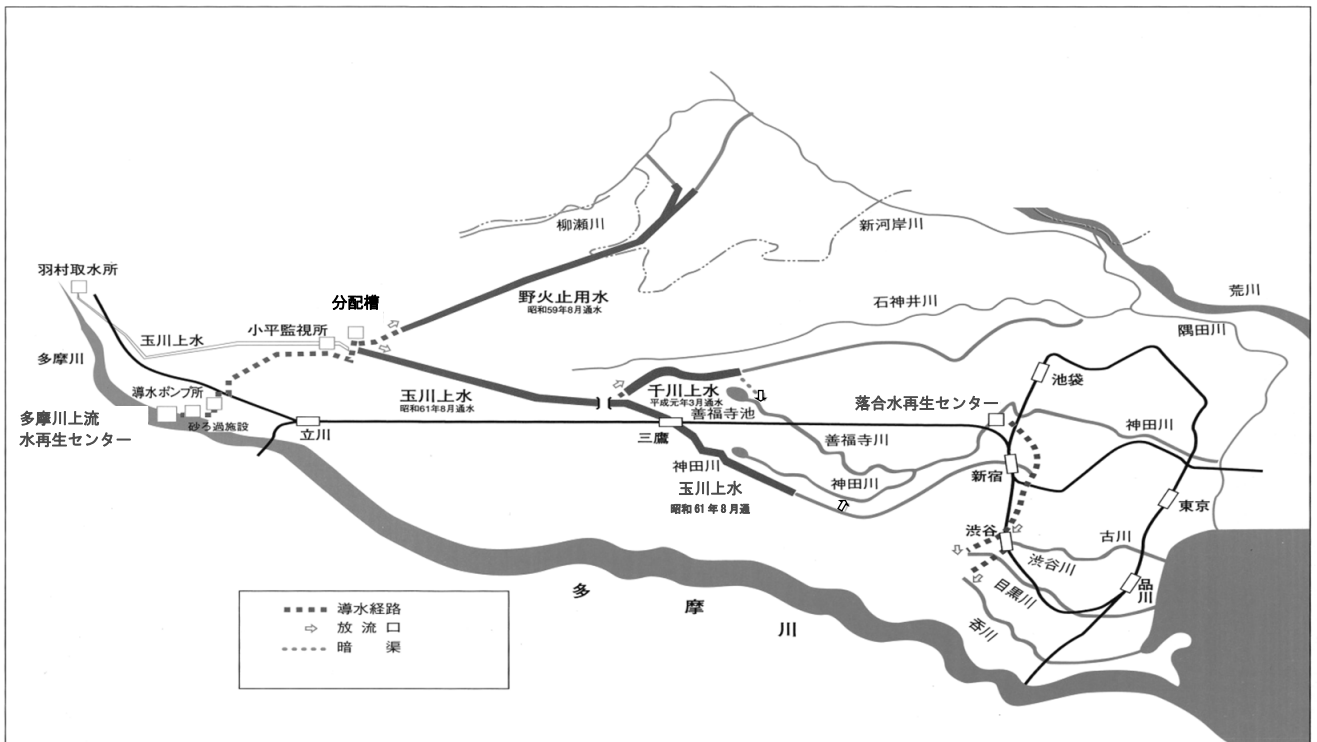 柳瀬川
新河岸川
羽村取水所
荒川
分配槽
野火止用水
昭和59年8月通水
石神井川
小平監視所
隅田川
玉川上水
多摩川
導水ポンプ所
玉川上水
昭和61年8月通水
千川上水
平成元年3月通水
善福寺池
池袋
落合水再生センター
多摩川上流
水再生センター
砂ろ過施設
立川
三鷹
善福寺川
神田川
神田川
神田川
新宿
玉川上水
昭和61年8月通
東京
渋谷
古川
渋谷川
目黒川
品川
呑川
多摩川
導水経路
放流口
暗渠